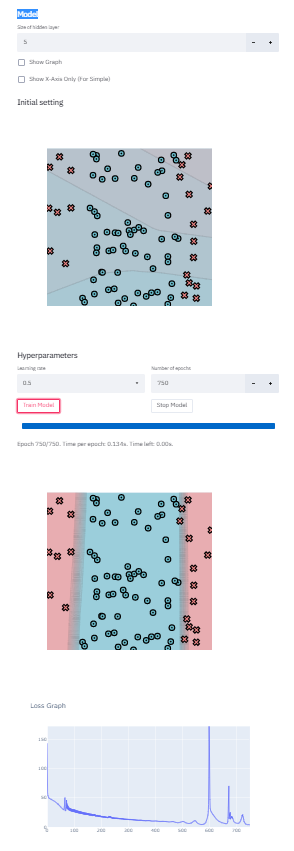 Model
Size of hidden layer
5
- +
Show Graph
Show X-Axis Only (For Simple)
Initial setting
Hyperparameters
Learning rate
Number of epochs
0.5
750
- +
Train Model
Stop Model
Epoch 750/750. Time per epoch: 0.134s. Time left: 0.00s.
Loss Graph
150
100
50
0
0 100 200 300 400 500 600 700